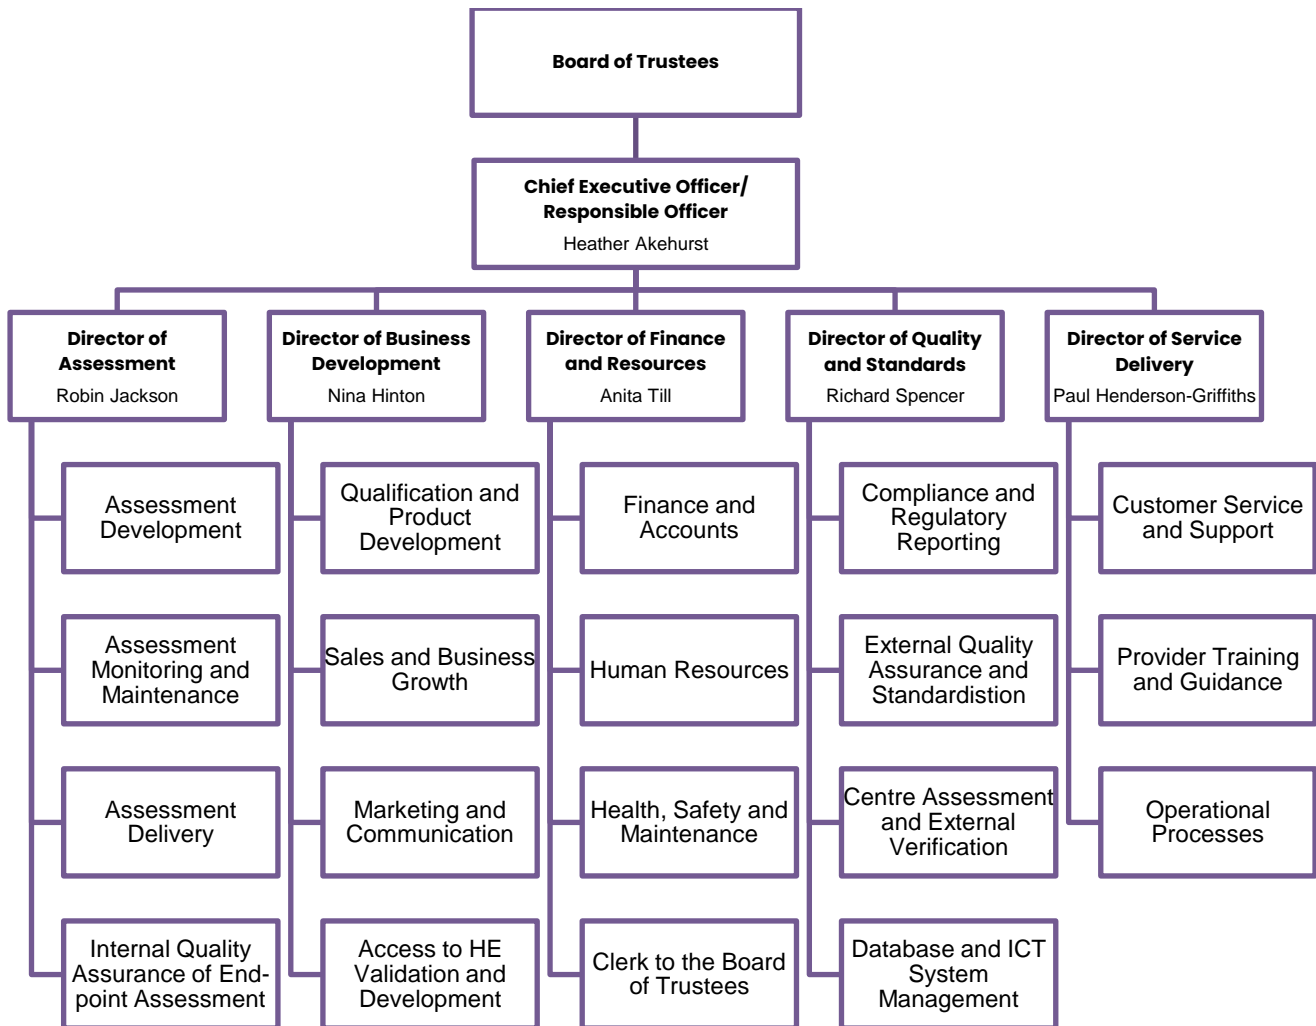 Board of Trustees
Chief Executive Officer/
Responsible Officer
Heather Akehurst
Director of
Assessment
Robin Jackson
Director of Business
Development
Nina Hinton
Director of Finance
and Resources
Anita Till
Director of Quality
and Standards
Richard Spencer
Director of Service
Delivery
Paul Henderson-Griffiths
Assessment
Development
Qualification and
Product
Development
Finance and
Accounts
Compliance and
Regulatory
Reporting
Customer Service
and Support
Assessment
Monitoring and
Maintenance
Sales and Business
Growth
Human Resources
External Quality
Assurance and
Standardistion
Provider Training
and Guidance
Assessment
Delivery
Marketing and
Communication
Health, Safety and
Maintenance
Centre Assessment
and External
Verification
Operational
Processes
Internal Quality
Assurance of End-
point Assessment
Access to HE
Validation and
Development
Clerk to the Board
of Trustees
Database and ICT
System
Management